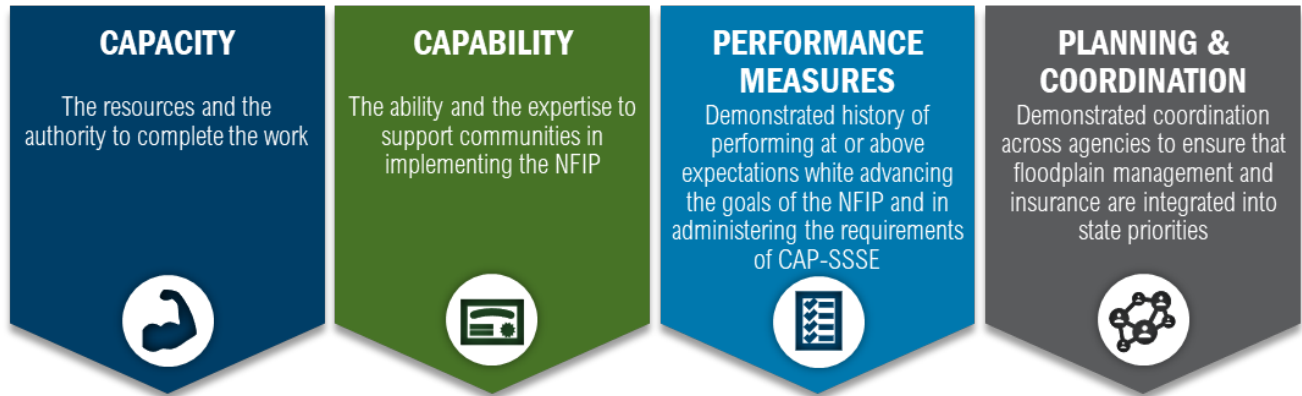 CAPACITY
The resources and the
authority to complete the work
CAPABILITY
The ability and the expertise to
support communities in
implementing the NFIP
PERFORMANCE
MEASURES
Demonstrated history of
performing at or above
expectations white advancing
the goals of the NFIP and in
administering the requirements
of CAP-SSSE
PLANNING &
COORDINATION
Demonstrated coordination
across agencies to ensure that
floodplain management and
insurance are integrated into
state priorities